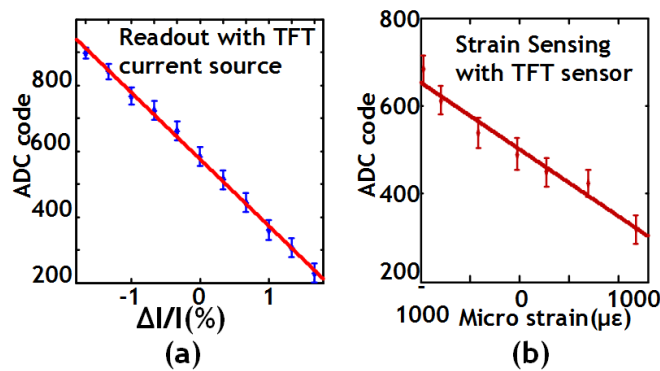 Readout with TFT
current source
ADC code
800
600
400
200
-1 0 1
ΔI/I(%)
(a)
Strain Sensing
with TFT sensor
ADC code
800
600
400
200
- 0 1000
1000 Micro strain(με)
(b)